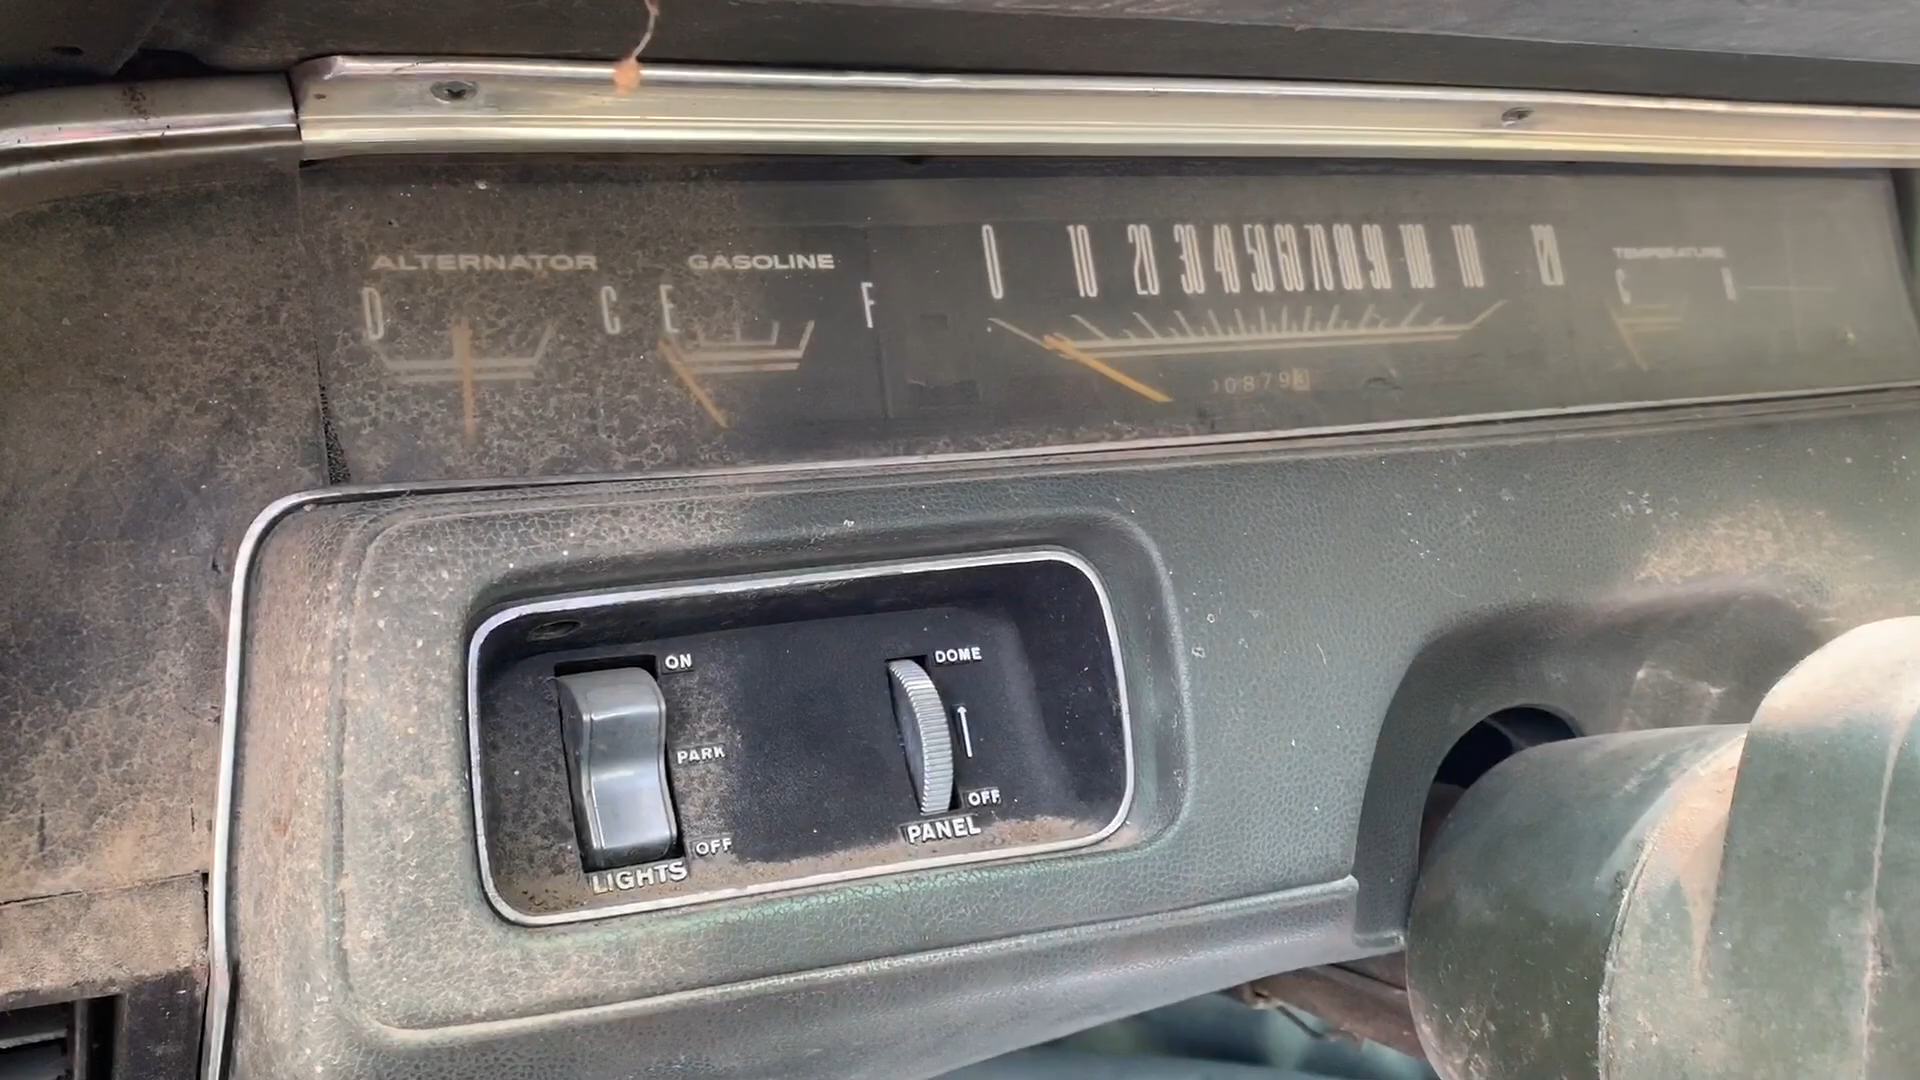 ALTERNATOR
D C
GASOLINE
E F
0 10 20 30 40 50 60 70 80 90 100 110 120
0879
TEMPERATURE
C H
ON
PARK
OFF
LIGHTS
DOME
OFF
PANEL